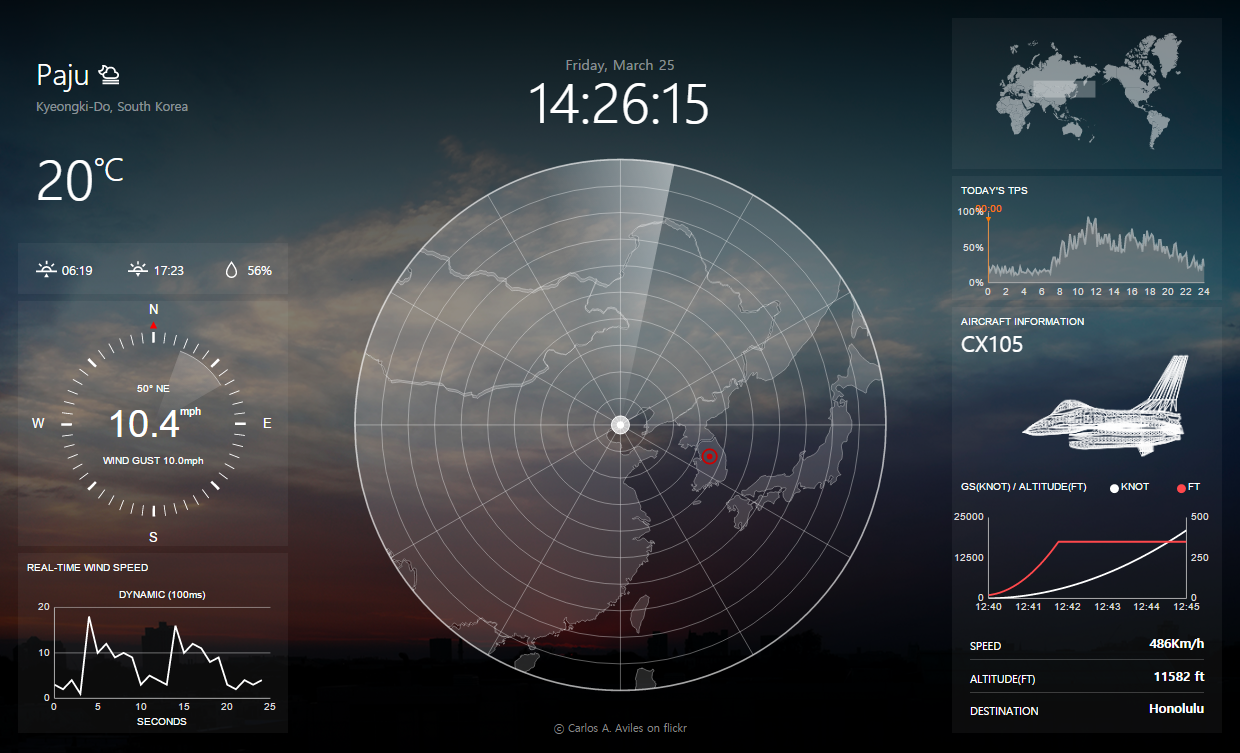 Paju
Kyeongki-Do, South Korea
20°C
06:19 17:23 56%
N
50° NE
10.4 mph
W E
WIND GUST 10.0mph
S
REAL-TIME WIND SPEED
DYNAMIC (100ms)
20
10
0
0 5 10 15 20 25
SECONDS
Friday, March 25
14:26:15
© Carlos A. Aviles on flickr
TODAY'S TPS
00:00
100%
50%
0%
0 2 4 6 8 10 12 14 16 18 20 22 24
AIRCRAFT INFORMATION
CX105
GS(KNOT) / ALTITUDE(FT) KNOT FT
25000 500
12500 250
0 0
12:40 12:41 12:42 12:43 12:44 12:45
SPEED 486Km/h
ALTITUDE(FT) 11582 ft
DESTINATION Honolulu